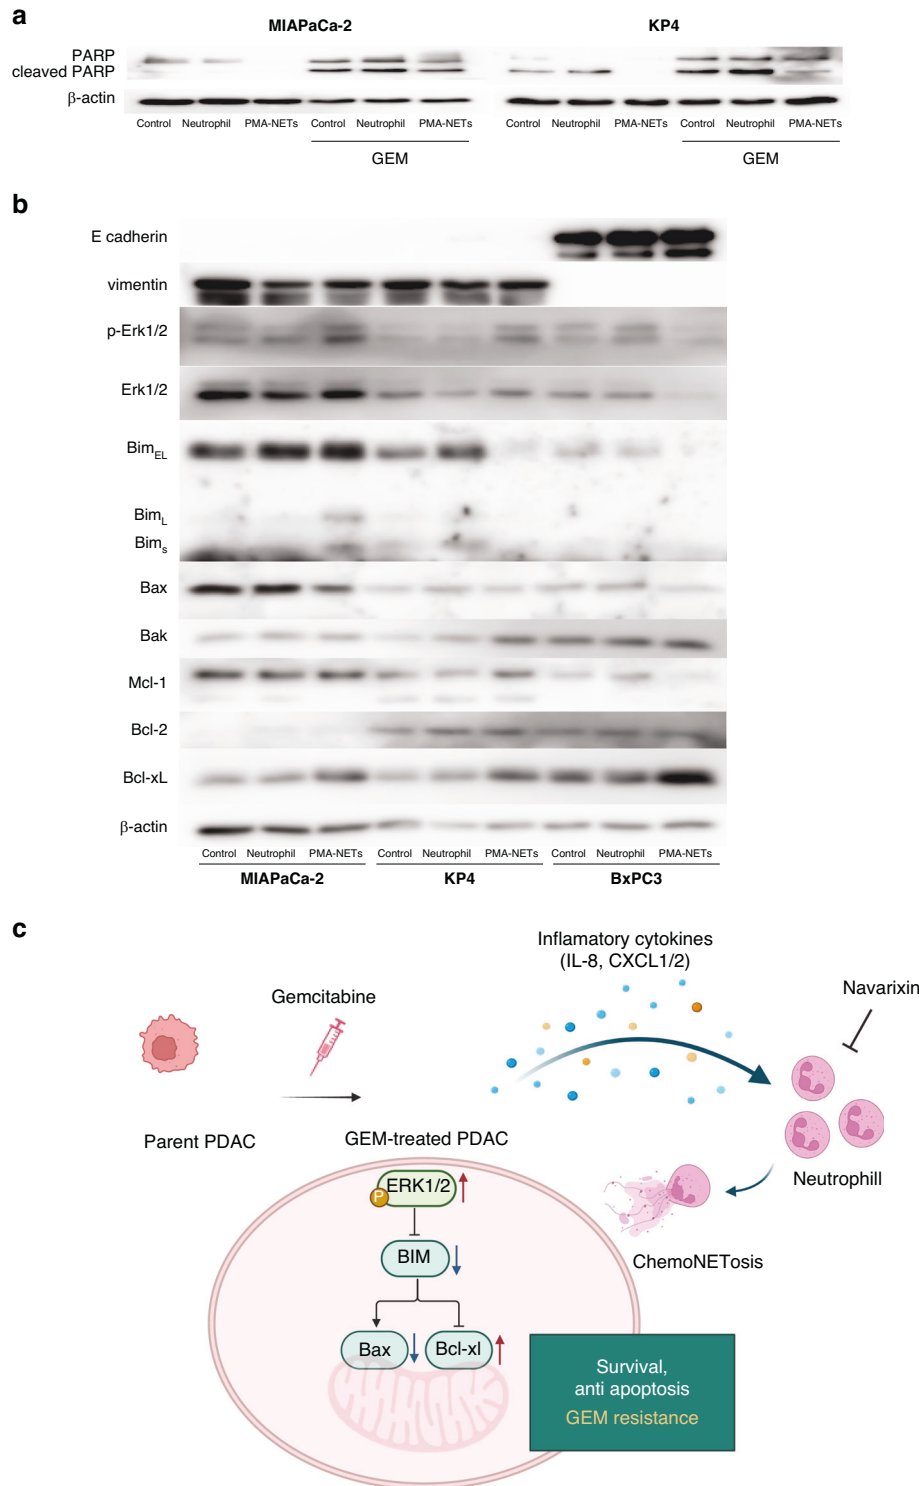 a
MIAPaCa-2 KP4
PARP
cleaved PARP
β-actin
Control Neutrophil PMA-NETs Control Neutrophil PMA-NETs Control Neutrophil PMA-NETs Control Neutrophil PMA-NETs
GEM GEM
b
E cadherin
vimentin
p-Erk1/2
Erk1/2
Bim_EL
Bim_L
Bim_s
Bax
Bak
Mcl-1
Bcl-2
Bcl-xL
β-actin
Control Neutrophil PMA-NETs Control Neutrophil PMA-NETs Control Neutrophil PMA-NETs
MIAPaCa-2 KP4 BxPC3
c
Inflamatory cytokines
(IL-8, CXCL1/2)
Gemcitabine
Navarixin
Parent PDAC
GEM-treated PDAC
Neutrophill
ChemoNETosis
ERK1/2
P
BIM
Bax Bcl-xl
Survival,
anti apoptosis
GEM resistance